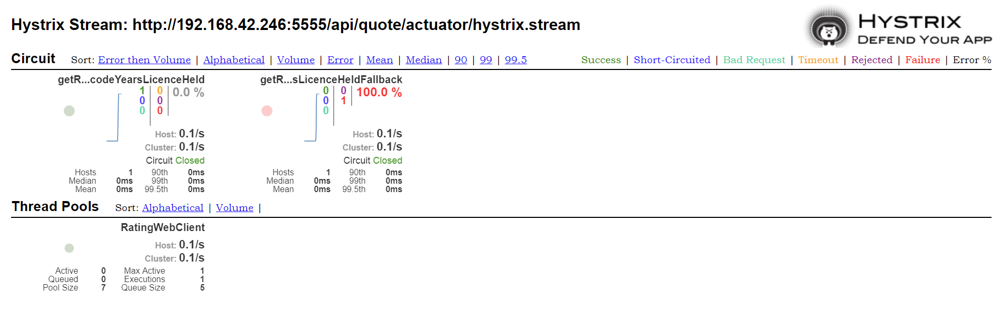 Hystrix Stream: http://192.168.42.246:5555/api/quote/actuator/hystrix.stream
HYSTRIX
DEFEND YOUR APP
Circuit Sort: Error then Volume | Alphabetical | Volume | Error | Mean | Median | 90 | 99 | 99.5 Success | Short-Circuited | Bad Request | Timeout | Rejected | Failure | Error %
getR...codeYearsLicenceHeld
1 0 0.0 %
0 0
0 0
Host: 0.1/s
Cluster: 0.1/s
Circuit Closed
Hosts 1 90th 0ms
Median 0ms 99th 0ms
Mean 0ms 99.5th 0ms
getR...sLicenceHeldFallback
0 0 100.0 %
0 1
0
Host: 0.1/s
Cluster: 0.1/s
Circuit Closed
Hosts 1 90th 0ms
Median 0ms 99th 0ms
Mean 0ms 99.5th 0ms
Thread Pools Sort: Alphabetical | Volume |
RatingWebClient
Host: 0.1/s
Cluster: 0.1/s
Active 0 Max Active 1
Queued 0 Executions 1
Pool Size 7 Queue Size 5